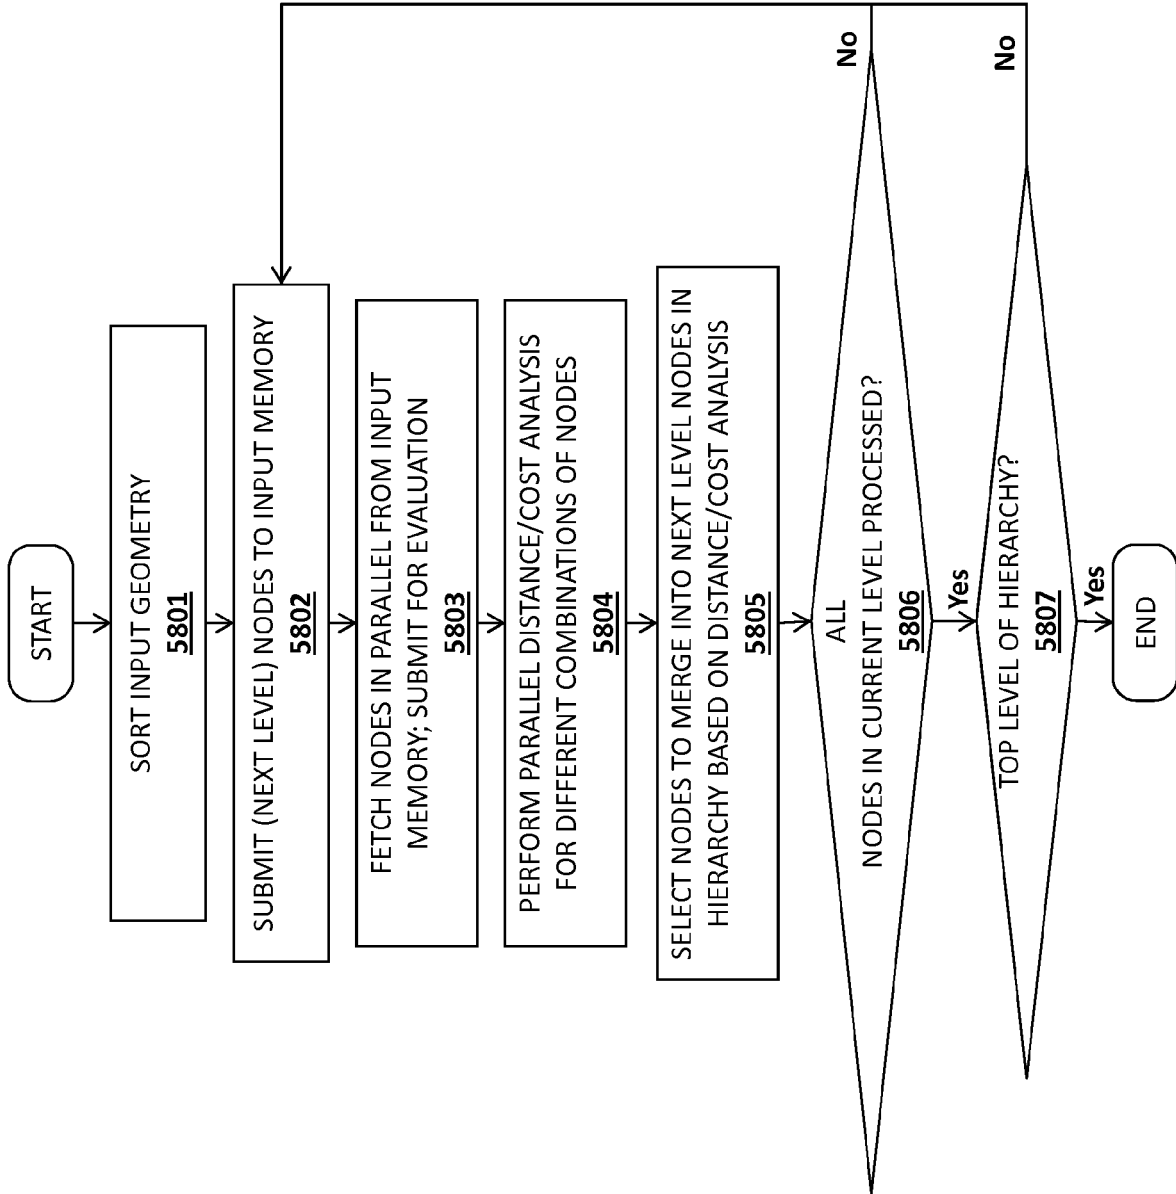 START
SORT INPUT GEOMETRY
5801
SUBMIT (NEXT LEVEL) NODES TO INPUT MEMORY
5802
FETCH NODES IN PARALLEL FROM INPUT
MEMORY; SUBMIT FOR EVALUATION
5803
PERFORM PARALLEL DISTANCE/COST ANALYSIS
FOR DIFFERENT COMBINATIONS OF NODES
5804
SELECT NODES TO MERGE INTO NEXT LEVEL NODES IN
HIERARCHY BASED ON DISTANCE/COST ANALYSIS
5805
ALL
NODES IN CURRENT LEVEL PROCESSED?
5806
No
Yes
TOP LEVEL OF HIERARCHY?
5807
No
Yes
END